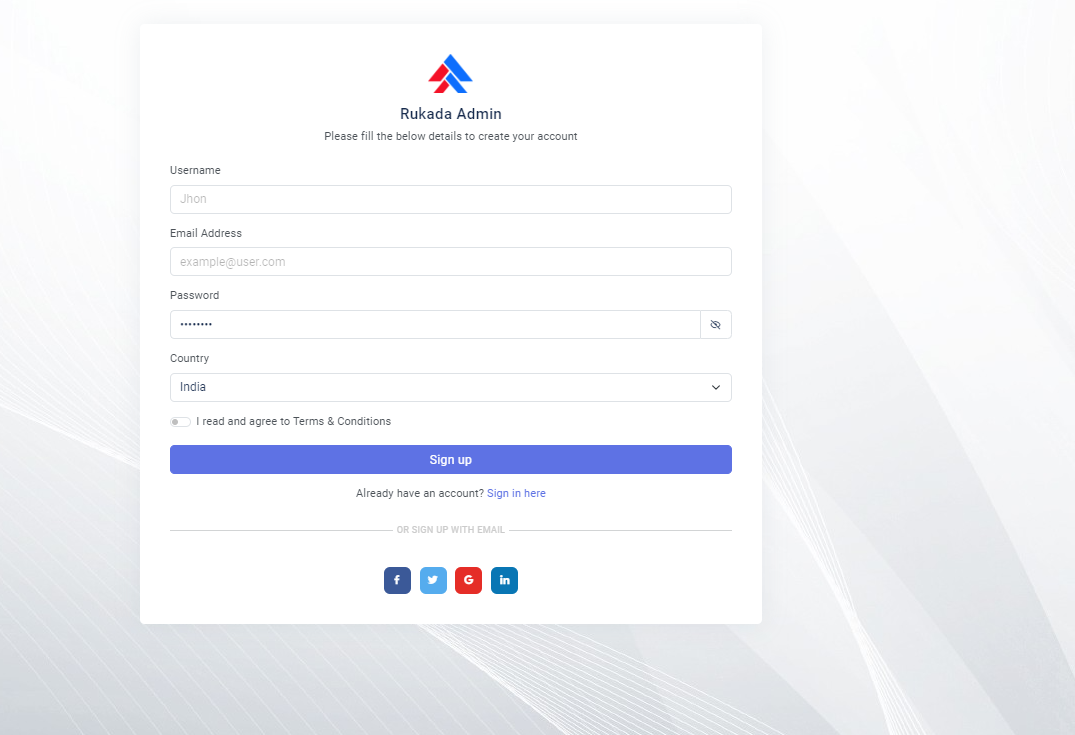 Rukada Admin
Please fill the below details to create your account
Username
Jhon
Email Address
example@user.com
Password
••••••••
Country
India
I read and agree to Terms & Conditions
Sign up
Already have an account? Sign in here
OR SIGN UP WITH EMAIL
f
G
in